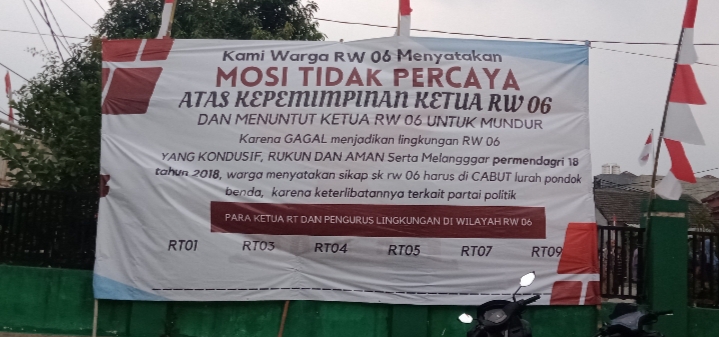 Kami Warga RW 06 Menyatakan
MOSI TIDAK PERCAYA
ATAS KEPEMIMPINAN KETUA RW 06
DAN MENUNTUT KETUA RW 06 UNTUK MUNDUR
Karena GAGAL menjadikan lingkungan RW 06
YANG KONDUSIF, RUKUN DAN AMAN Serta Melangggar permendagri 18
tahun 2018, warga menyatakan sikap sk rw 06 harus di CABUT lurah pondok
benda, karena keterlibatannya terkait partai politik
PARA KETUA RT DAN PENGURUS LINGKUNGAN DI WILAYAH RW 06
RT01 RT03 RT04 RT05 RT07 RT09